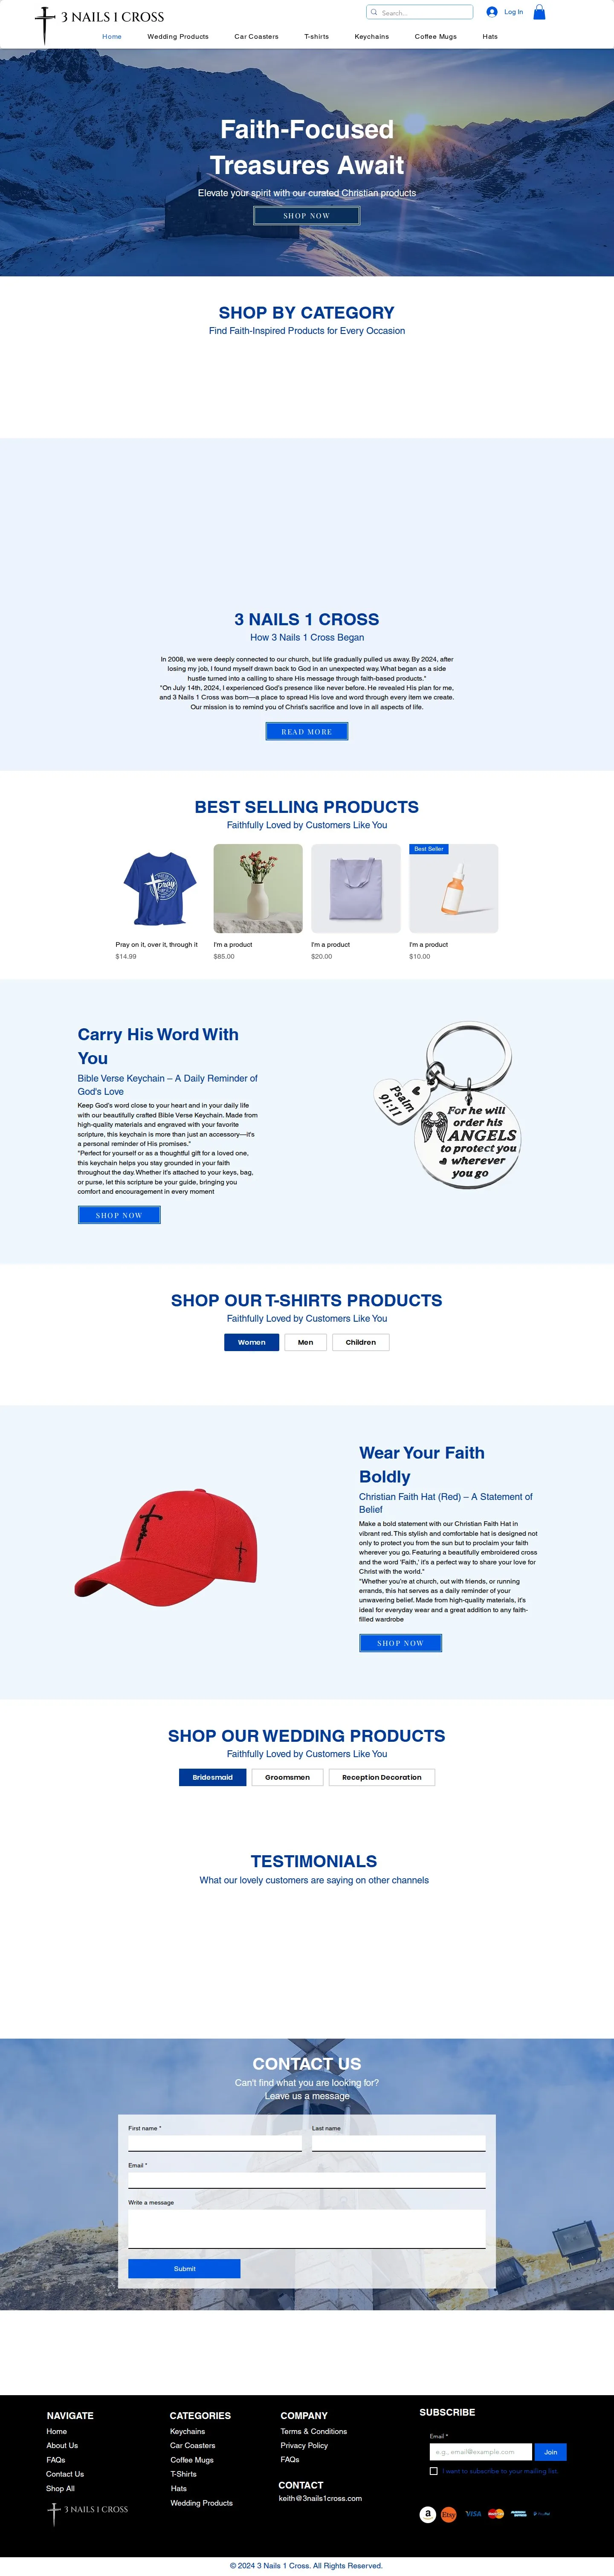 3 NAILS 1 CROSS
Search...
Log In
Home Wedding Products Car Coasters T-shirts Keychains Coffee Mugs Hats
Faith-Focused
Treasures Await
Elevate your spirit with our curated Christian products
SHOP NOW
SHOP BY CATEGORY
Find Faith-Inspired Products for Every Occasion
3 NAILS 1 CROSS
How 3 Nails 1 Cross Began
In 2008, we were deeply connected to our church, but life gradually pulled us away. By 2024, after
losing my job, I found myself drawn back to God in an unexpected way. What began as a side
hustle turned into a calling to share His message through faith-based products."
"On July 14th, 2024, I experienced God's presence like never before. He revealed His plan for me,
and 3 Nails 1 Cross was born—a place to spread His love and word through every item we create.
Our mission is to remind you of Christ's sacrifice and love in all aspects of life.
READ MORE
BEST SELLING PRODUCTS
Faithfully Loved by Customers Like You
pray
Best Seller
Pray on it, over it, through it
$14.99
I'm a product
$85.00
I'm a product
$20.00
I'm a product
$10.00
Carry His Word With
You
Bible Verse Keychain – A Daily Reminder of
God's Love
Keep God's word close to your heart and in your daily life
with our beautifully crafted Bible Verse Keychain. Made from
high-quality materials and engraved with your favorite
scripture, this keychain is more than just an accessory—it's
a personal reminder of His promises."
"Perfect for yourself or as a thoughtful gift for a loved one,
this keychain helps you stay grounded in your faith
throughout the day. Whether it's attached to your keys, bag,
or purse, let this scripture be your guide, bringing you
comfort and encouragement in every moment
SHOP NOW
Psalm
91:11
For he will
order his
ANGELS
to protect you
wherever
you go
SHOP OUR T-SHIRTS PRODUCTS
Faithfully Loved by Customers Like You
Women Men Children
Wear Your Faith
Boldly
Christian Faith Hat (Red) – A Statement of
Belief
Make a bold statement with our Christian Faith Hat in
vibrant red. This stylish and comfortable hat is designed not
only to protect you from the sun but to proclaim your faith
wherever you go. Featuring a beautifully embroidered cross
and the word 'Faith,' it's a perfect way to share your love for
Christ with the world."
"Whether you're at church, out with friends, or running
errands, this hat serves as a daily reminder of your
unwavering belief. Made from high-quality materials, it's
ideal for everyday wear and a great addition to any faith-
filled wardrobe
SHOP NOW
SHOP OUR WEDDING PRODUCTS
Faithfully Loved by Customers Like You
Bridesmaid Groomsmen Reception Decoration
TESTIMONIALS
What our lovely customers are saying on other channels
CONTACT US
Can't find what you are looking for?
Leave us a message
First name * Last name
Email *
Write a message
Submit
NAVIGATE
Home
About Us
FAQs
Contact Us
Shop All
3 NAILS 1 CROSS
CATEGORIES
Keychains
Car Coasters
Coffee Mugs
T-Shirts
Hats
Wedding Products
COMPANY
Terms & Conditions
Privacy Policy
FAQs
CONTACT
keith@3nails1cross.com
SUBSCRIBE
Email *
e.g., email@example.com
Join
I want to subscribe to your mailing list.
a
Etsy
VISA
PayPal
© 2024 3 Nails 1 Cross. All Rights Reserved.